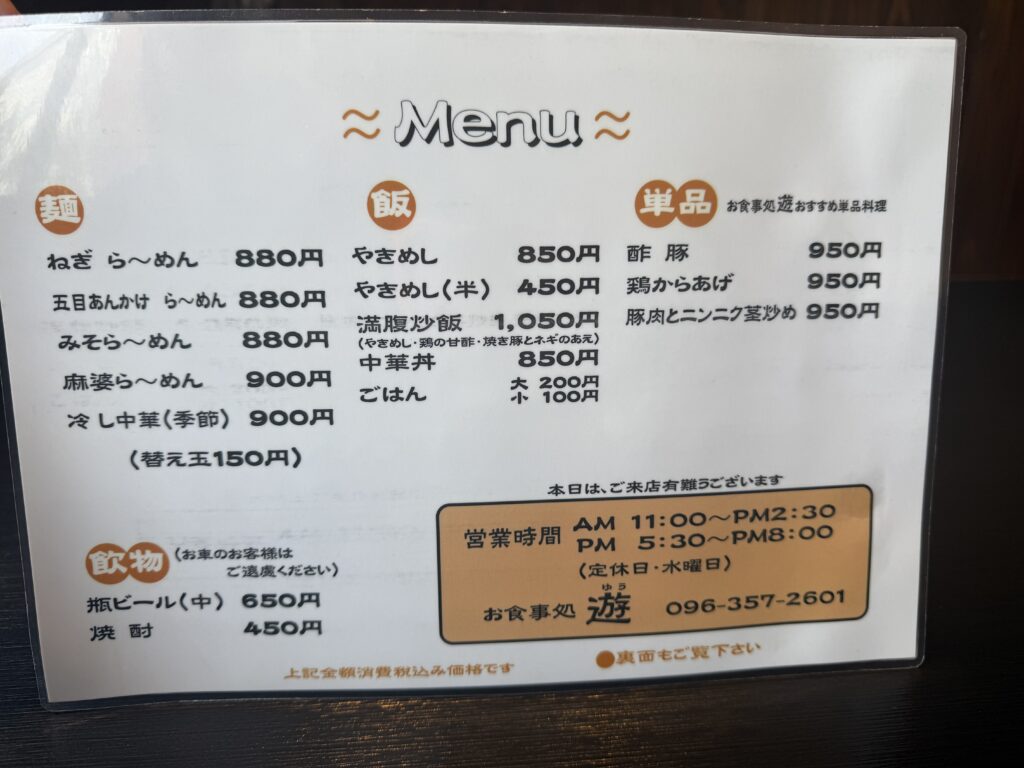 Menu
麺
ねぎ ら〜めん 880円
五目あんかけ ら〜めん 880円
みそら〜めん 880円
麻婆ら〜めん 900円
冷し中華(季節) 900円
(替え玉150円)
飯
やきめし 850円
やきめし(半) 450円
満腹炒飯 1,050円
(やきめし・鶏の甘酢・焼き豚とネギのあえ)
中華丼 850円
ごはん 大 200円
小 100円
単品 お食事処遊おすすめ単品料理
酢豚 950円
鶏からあげ 950円
豚肉とニンニク茎炒め 950円
飲物 (お車のお客様は
ご遠慮ください)
瓶ビール(中) 650円
焼酎 450円
上記金額消費税込み価格です
本日は、ご来店有難うございます
営業時間 AM 11:00〜PM2:30
PM 5:30〜PM8:00
(定休日・水曜日)
ゆう
お食事処 遊 096-357-2601
●裏面もご覧下さい